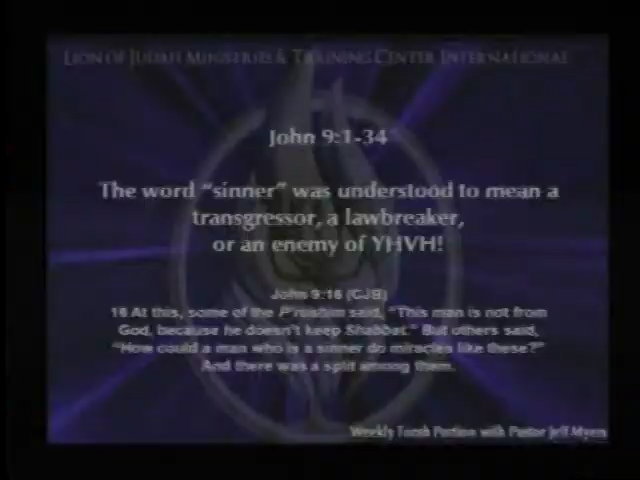 LION OF JUDAH MINISTRIES & TRAINING CENTER INTERNATIONAL
John 9:1-34
The word “sinner” was understood to mean a
transgressor, a lawbreaker,
or an enemy of YHVH!
John 9:16 (CJB)
16 At this, some of the P'rushim said, “This man is not from
God, because he doesn't keep Shabbat.” But others said,
“How could a man who is a sinner do miracles like these?”
And there was a split among them.
Weekly Torah Portion with Pastor Jeff Myers